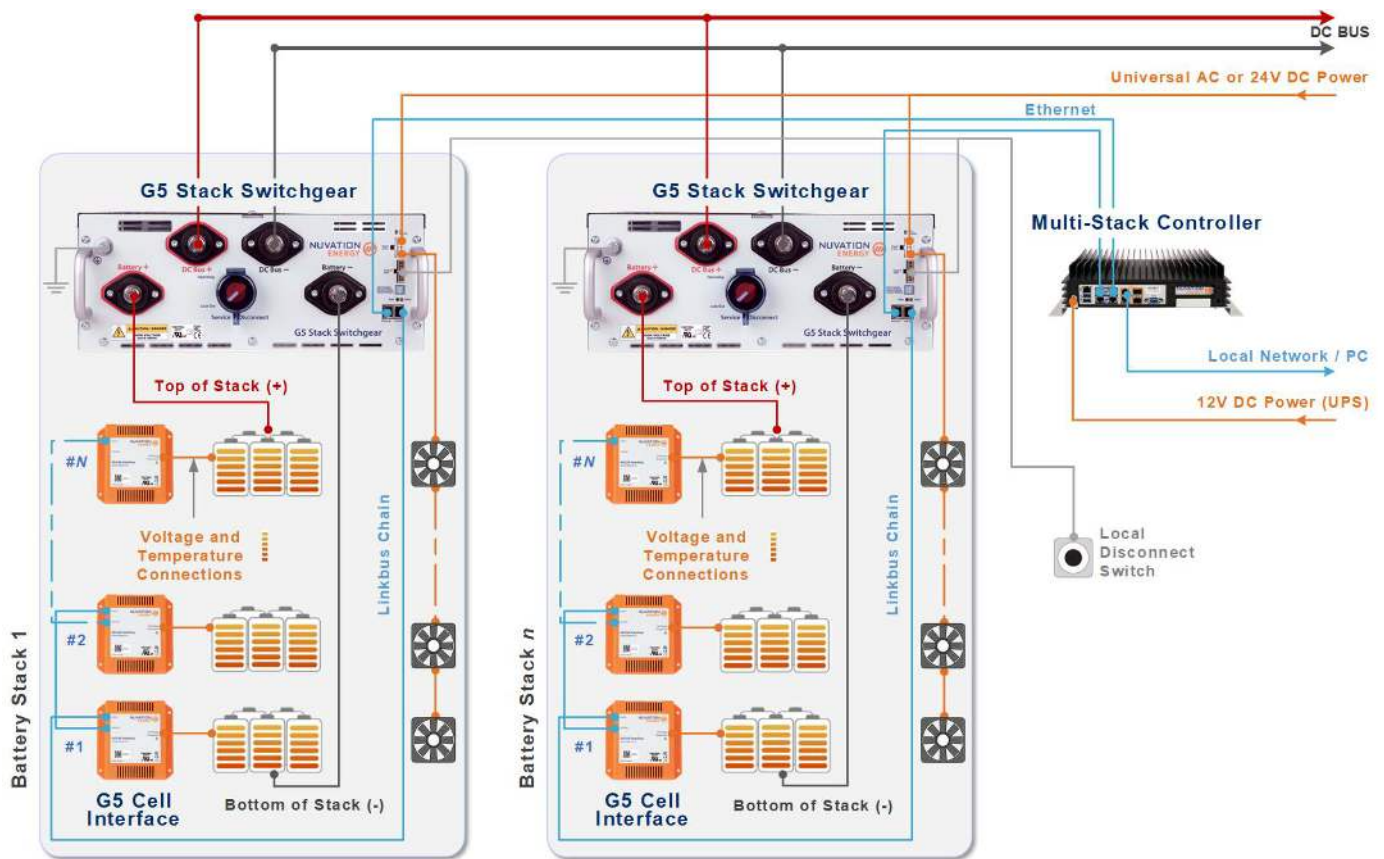 DC BUS
Universal AC or 24V DC Power
Ethernet
G5 Stack Switchgear
G5 Stack Switchgear
Multi-Stack Controller
NUVATION
ENERGY
Battery+
DC Bus +
DC Bus −
Battery−
Service Disconnect
G5 Stack Switchgear
NUVATION
ENERGY
Battery+
DC Bus +
DC Bus −
Battery−
Service Disconnect
G5 Stack Switchgear
Local Network / PC
12V DC Power (UPS)
Top of Stack (+)
Top of Stack (+)
#N
#N
Voltage and
Temperature
Connections
Voltage and
Temperature
Connections
Linkbus Chain
Linkbus Chain
Local
Disconnect
Switch
#2
#2
#1
#1
Battery Stack 1
Battery Stack n
G5 Cell
Interface
Bottom of Stack (-)
G5 Cell
Interface
Bottom of Stack (-)